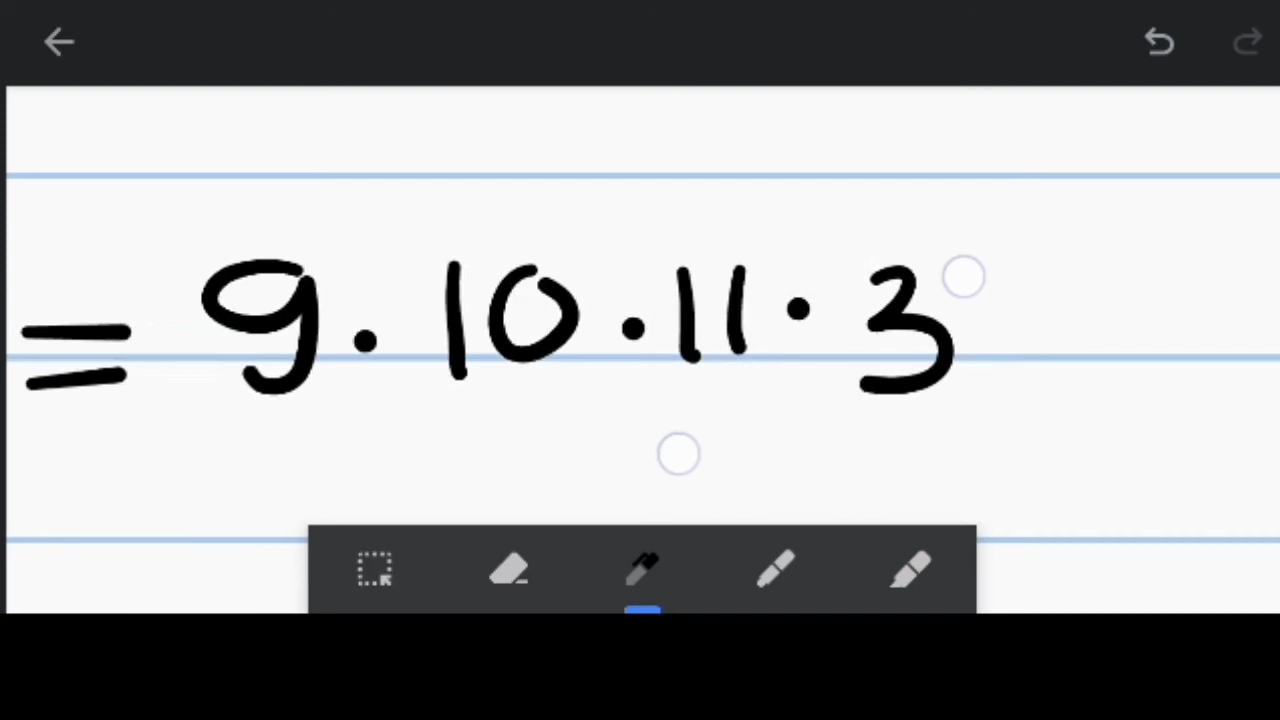 = 9 . 10 . 11 . 3